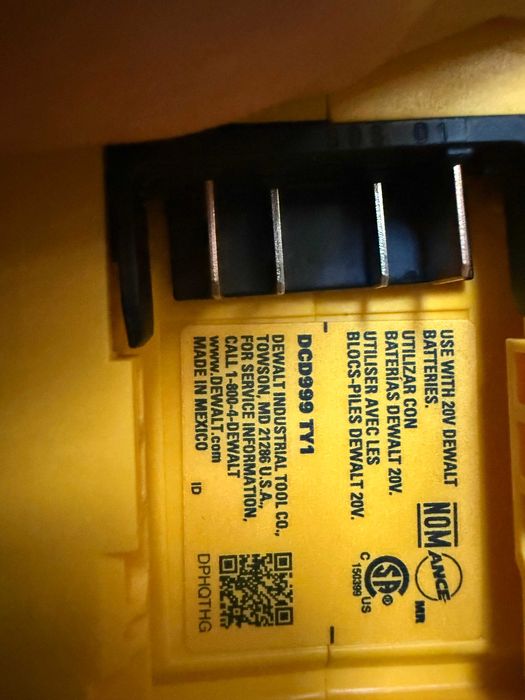 USE WITH 20V DEWALT
BATTERIES.
UTILIZAR CON
BATERÍAS DEWALT 20V.
UTILISER AVEC LES
BLOCS-PILES DEWALT 20V.
NOM
ANCE
MR
SA®
C US
150399
DCD999 TY1
DEWALT INDUSTRIAL TOOL CO.,
TOWSON, MD 21286 U.S.A.,
FOR SERVICE INFORMATION,
CALL 1-800-4-DEWALT
www.DEWALT.com
MADE IN MEXICO
ID
DPHQTHG